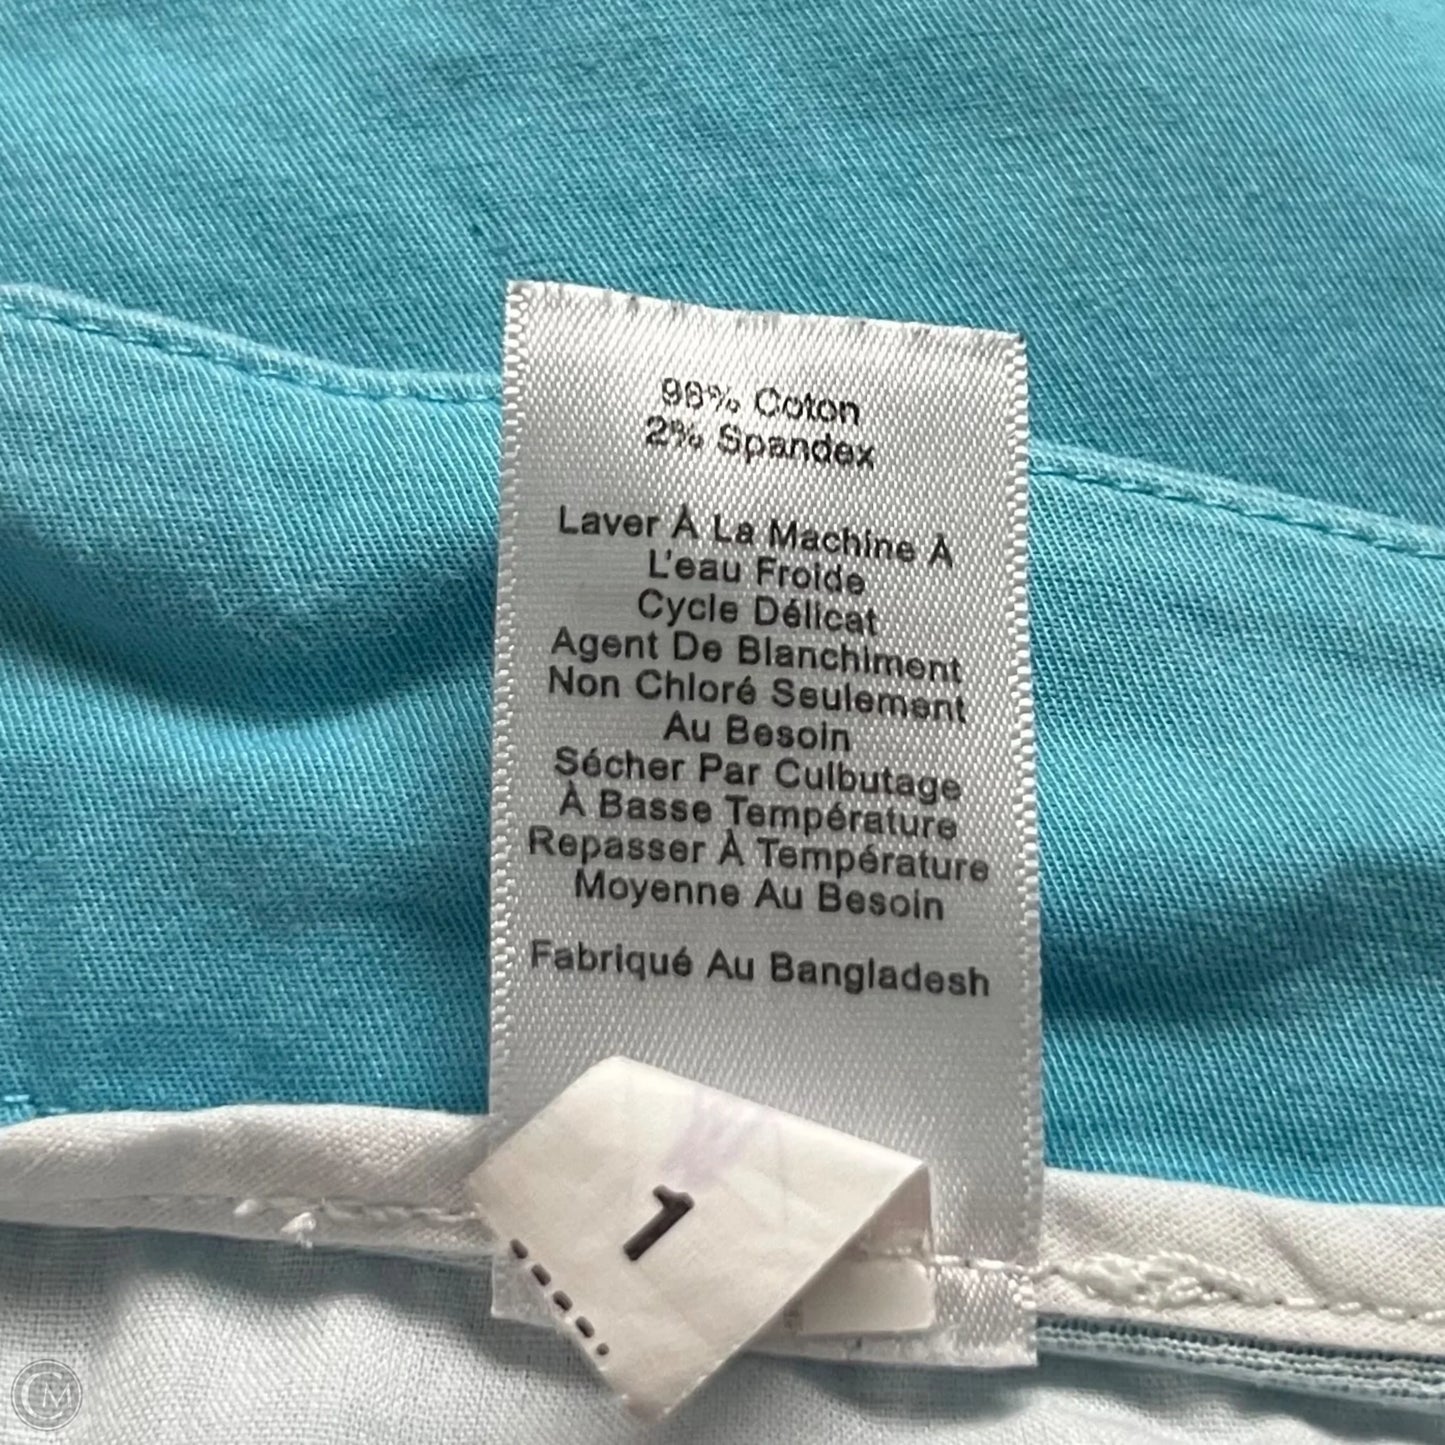 98% Coton
2% Spandex
Laver À La Machine À
L'eau Froide
Cycle Délicat
Agent De Blanchiment
Non Chloré Seulement
Au Besoin
Sécher Par Culbutage
À Basse Température
Repasser À Température
Moyenne Au Besoin
Fabriqué Au Bangladesh
1
CM